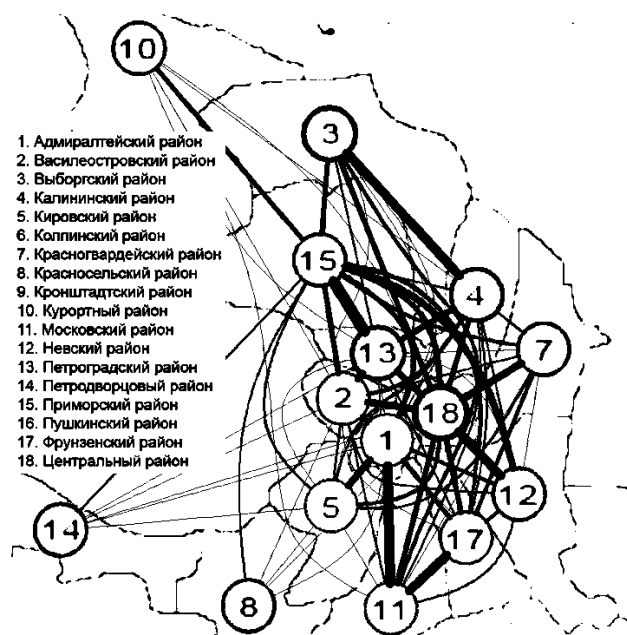 10
3
1. Адмиралтейский район
2. Василеостровский район
3. Выборгский район
4. Калининский район
5. Кировский район
6. Колпинский район
7. Красногвардейский район
8. Красносельский район
9. Кронштадтский район
10. Курортный район
11. Московский район
12. Невский район
13. Петроградский район
14. Петродворцовый район
15. Приморский район
16. Пушкинский район
17. Фрунзенский район
18. Центральный район
15
4
13
7
2
18
1
12
5
14
17
8
11